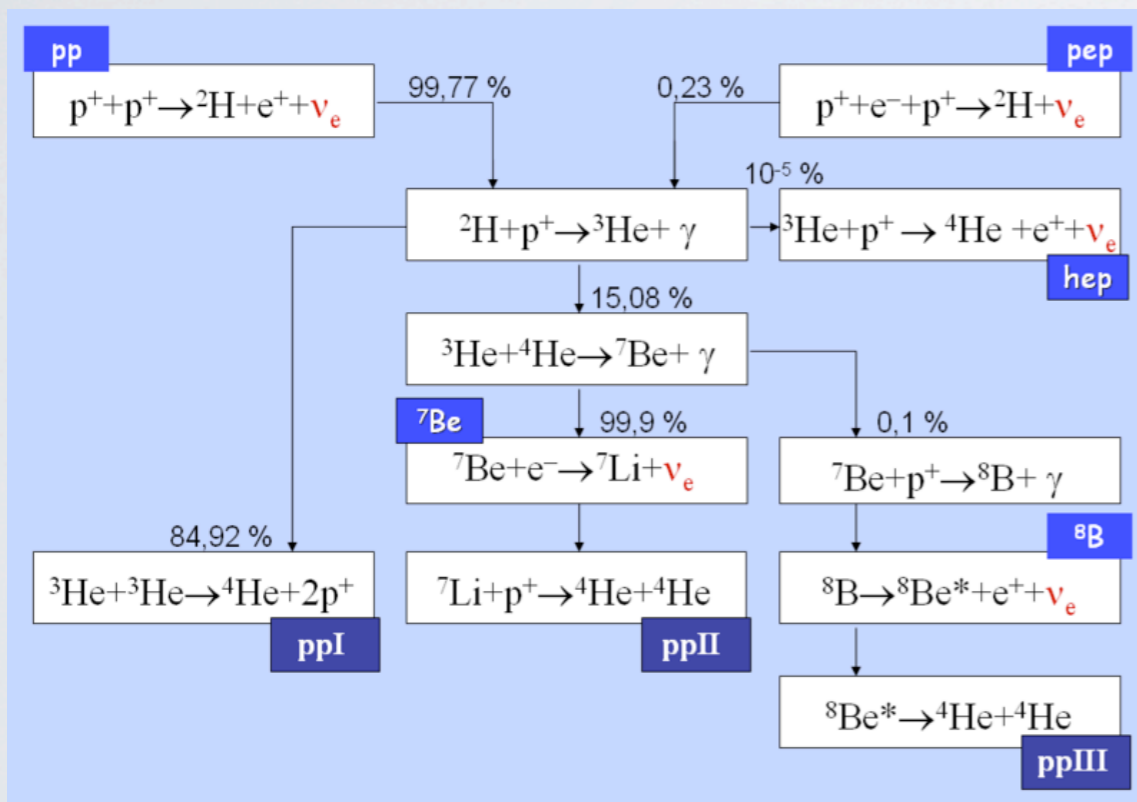 pp
pep
p⁺+p⁺→²H+e⁺+νₑ
99,77 %
0,23 %
p⁺+e⁻+p⁺→²H+νₑ
10⁻⁵ %
²H+p⁺→³He+ γ
³He+p⁺ → ⁴He +e⁺+νₑ
hep
15,08 %
³He+⁴He→⁷Be+ γ
⁷Be
99,9 %
0,1 %
⁷Be+e⁻→⁷Li+νₑ
⁷Be+p⁺→⁸B+ γ
84,92 %
⁸B
³He+³He→⁴He+2p⁺
⁷Li+p⁺→⁴He+⁴He
⁸B→⁸Be*+e⁺+νₑ
ppI
ppII
⁸Be*→⁴He+⁴He
ppIII